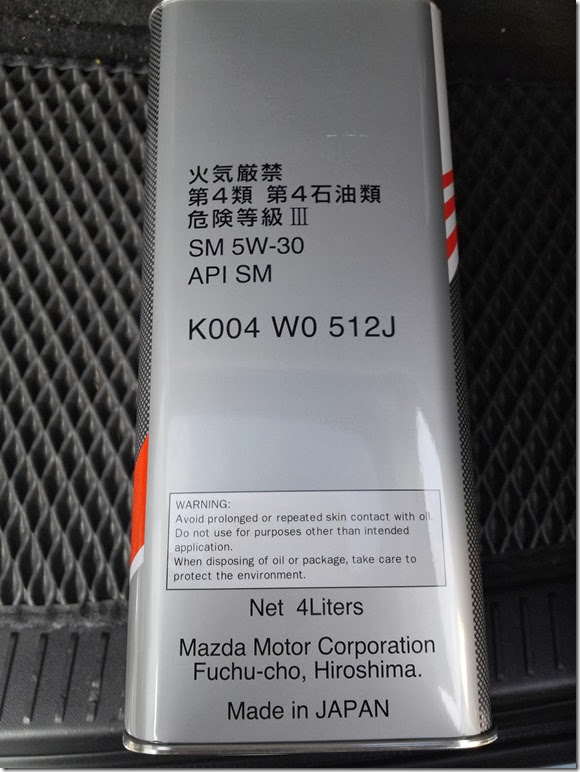 火気厳禁
第4類 第4石油類
危険等級Ⅲ
SM 5W-30
API SM
K004 W0 512J
WARNING:
Avoid prolonged or repeated skin contact with oil.
Do not use for purposes other than intended
application.
When disposing of oil or package, take care to
protect the environment.
Net 4Liters
Mazda Motor Corporation
Fuchu-cho, Hiroshima.
Made in JAPAN